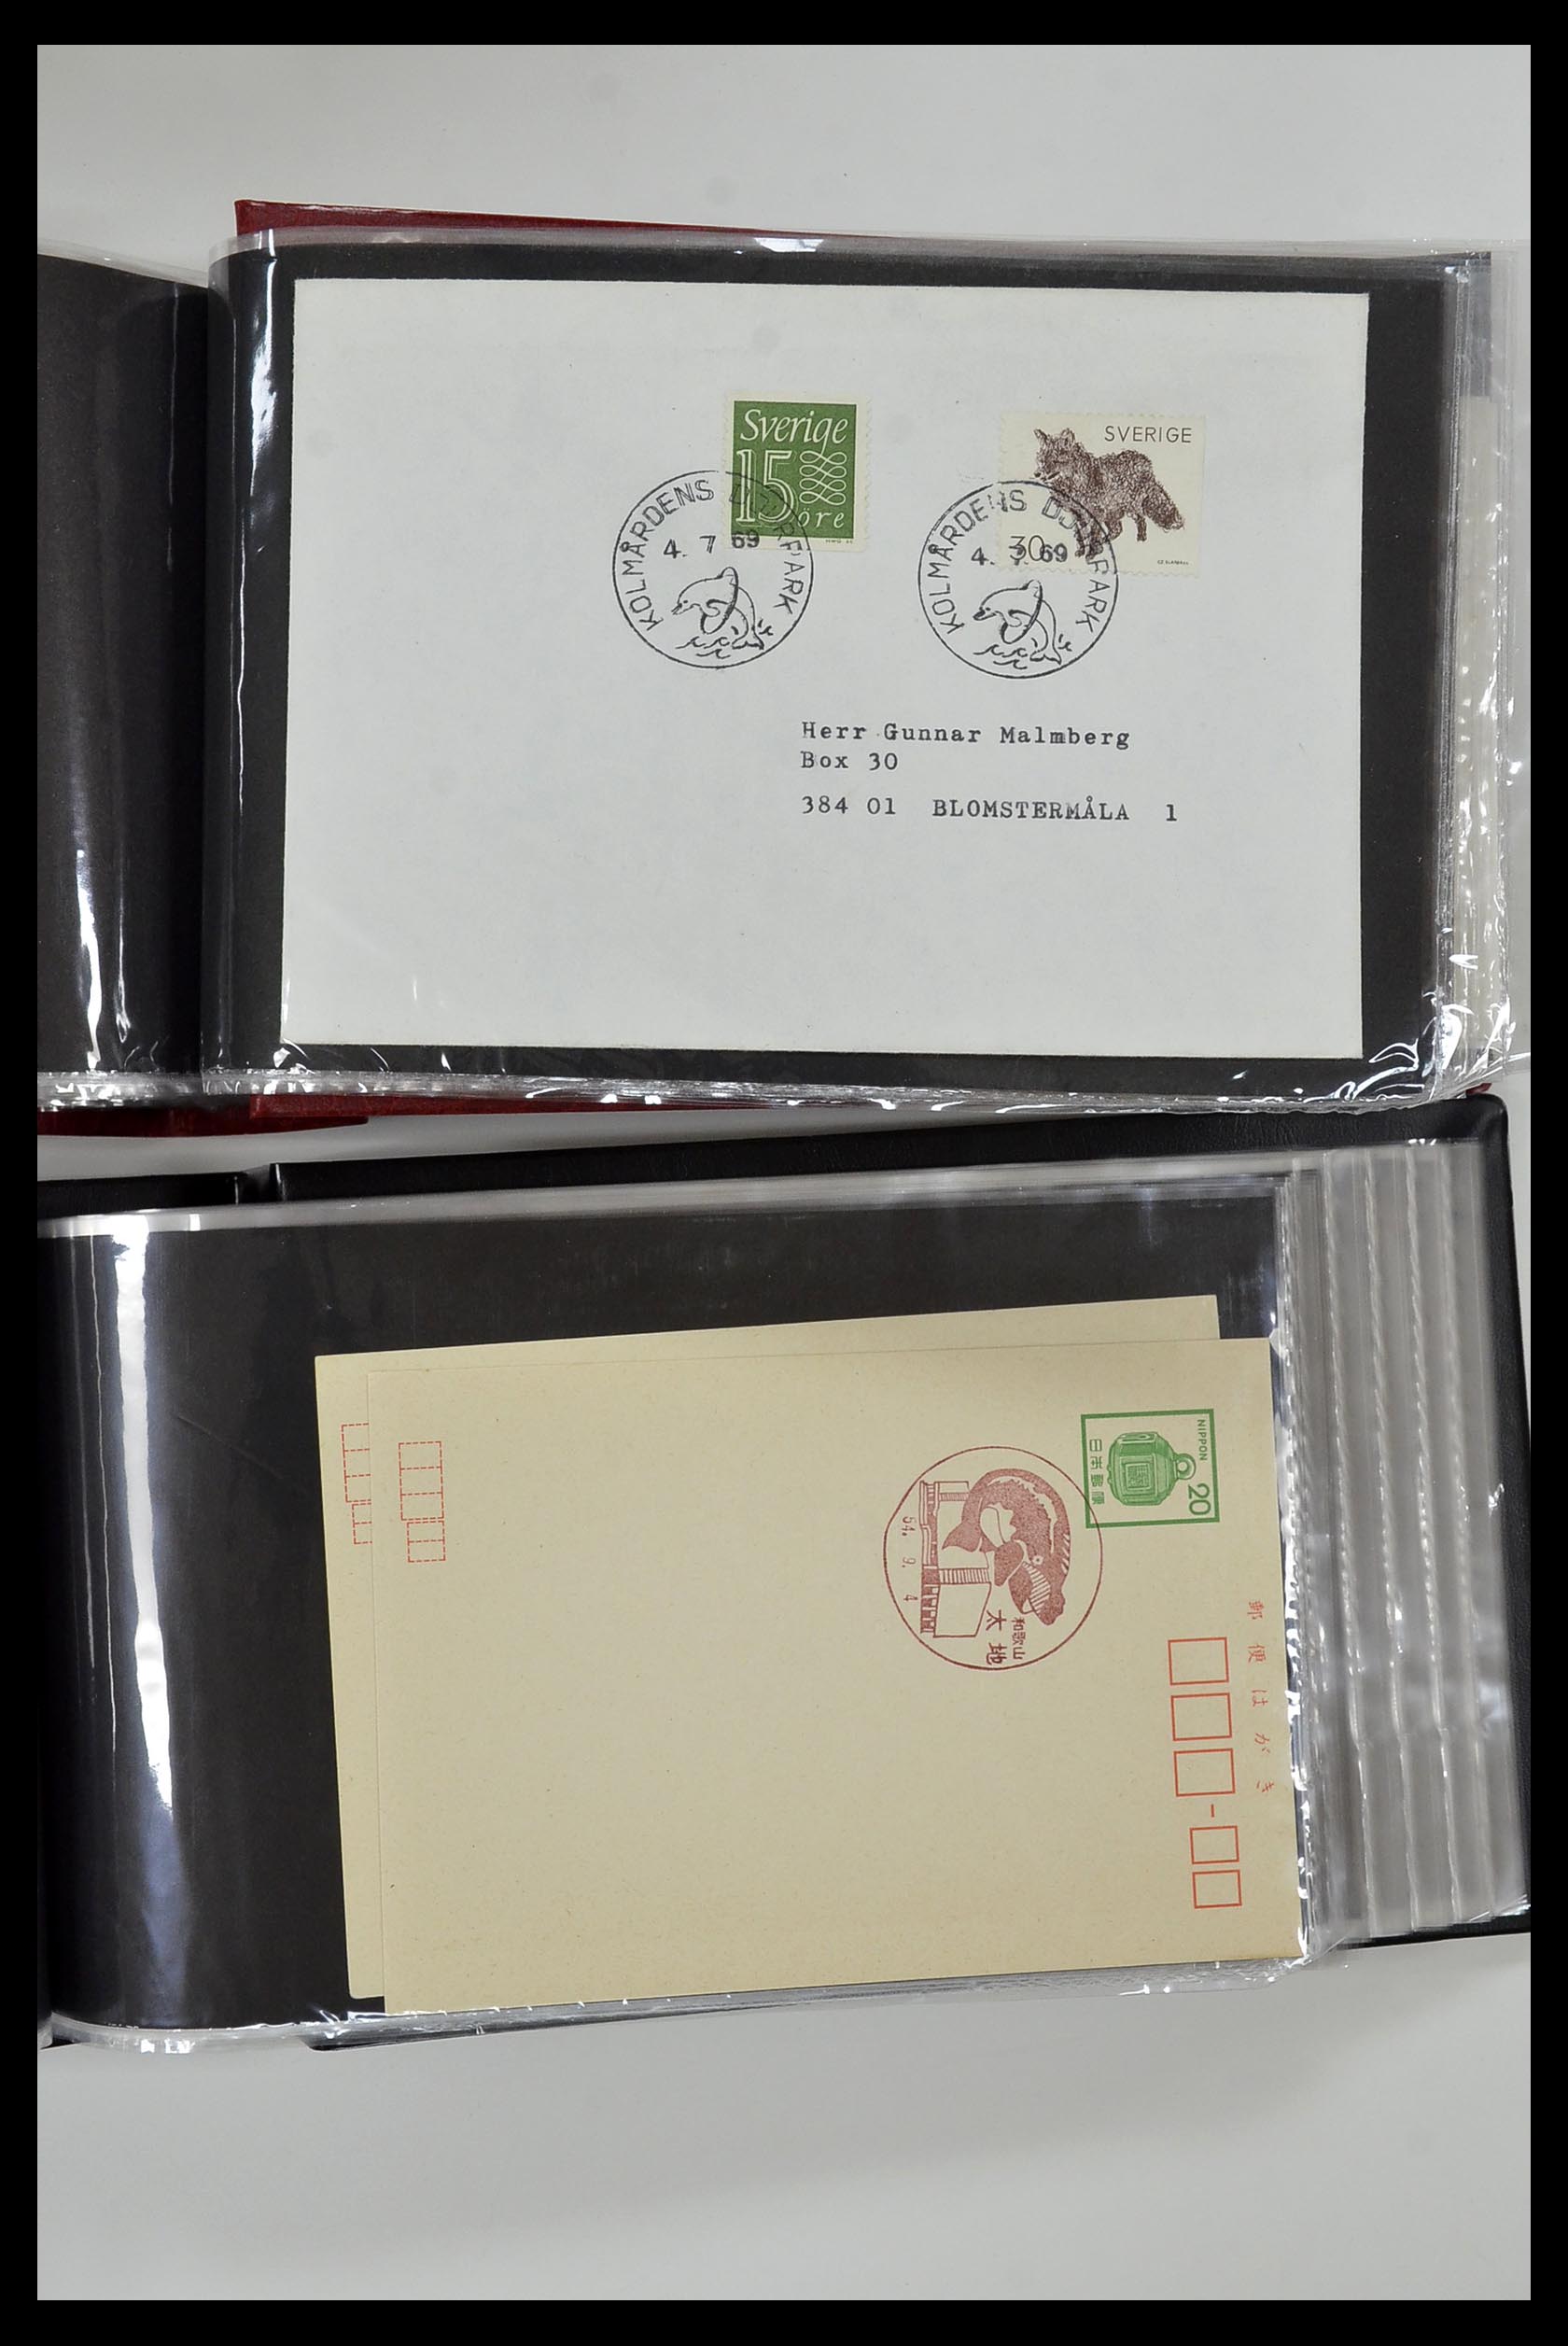 Sverige
15
öre
SVERIGE
30
KOLMÅRDENS DJURPARK
4. 7 69
KOLMÅRDENS DJURPARK
4. 7. 69
Herr Gunnar Malmberg
Box 30
384 01 BLOMSTERMÅLA 1
NIPPON
20
日本郵便
郵便はがき
和歌山
太地
54. 9. 4